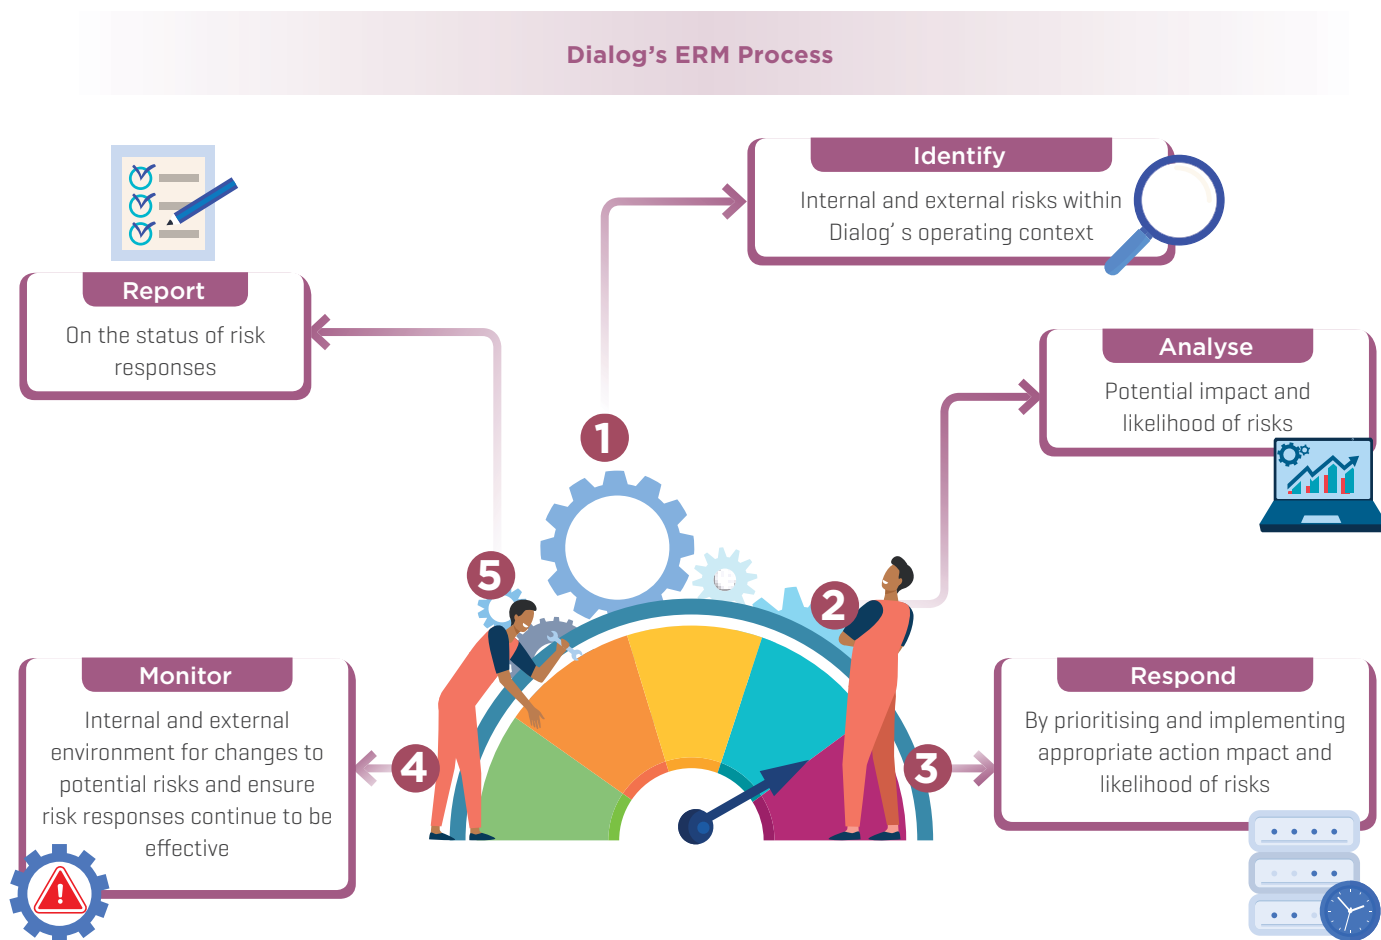 Dialog’s ERM Process
1
Identify
Internal and external risks within
Dialog’ s operating context
2
Analyse
Potential impact and
likelihood of risks
3
Respond
By prioritising and implementing
appropriate action mpact and
likelihood of risks
4
Monitor
Internal and external
environment for changes to
potential risks and ensure
risk responses continue to be
effective
5
Report
On the status of risk
responses